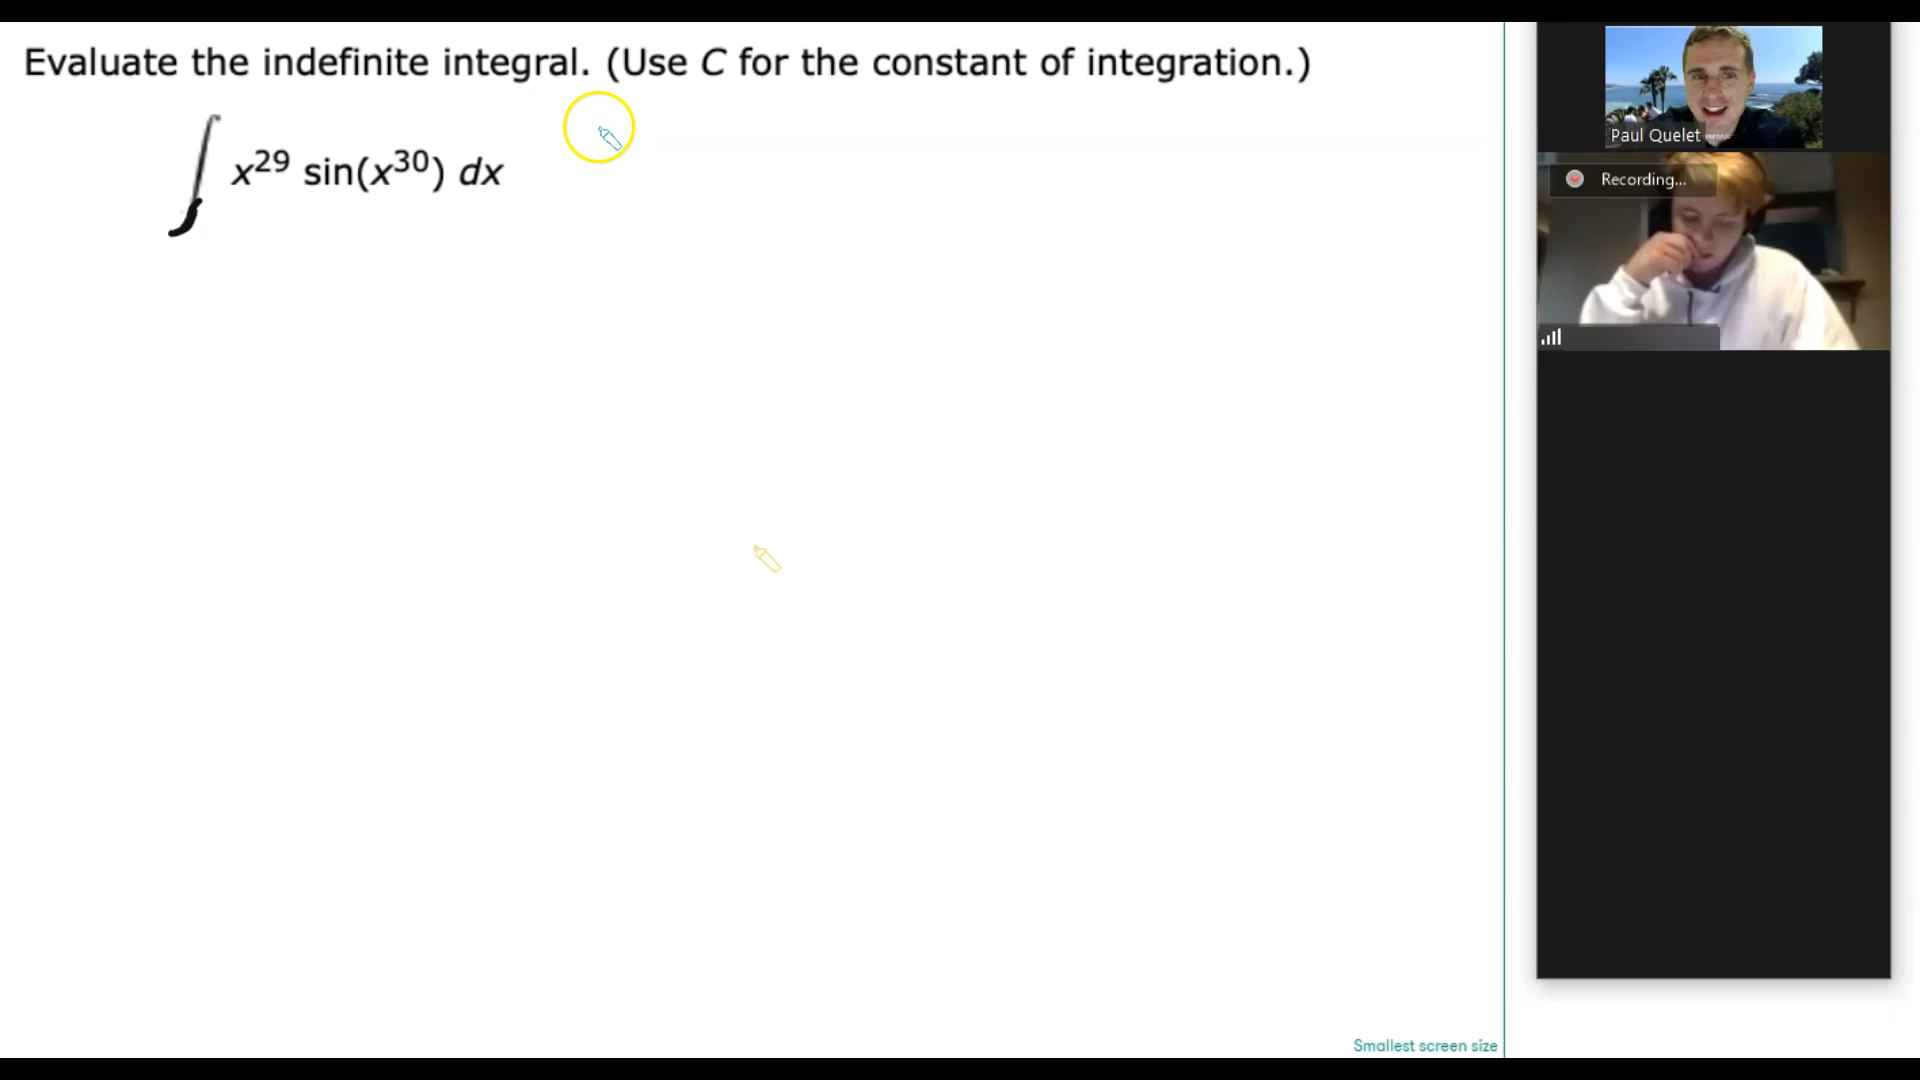 Evaluate the indefinite integral. (Use C for the constant of integration.)
∫ x²⁹ sin(x³⁰) dx
Paul Quelet
Recording...
Smallest screen size